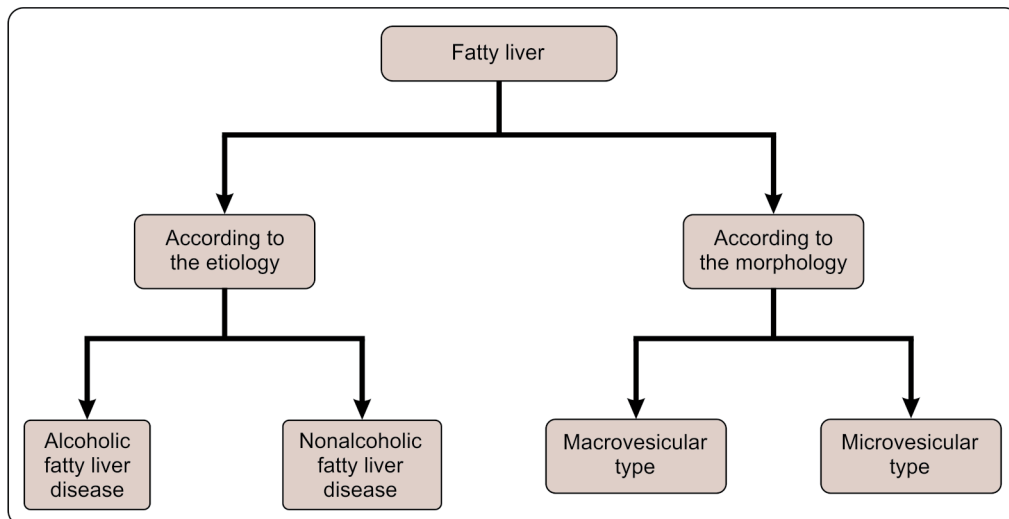 Fatty liver
According to
the etiology
According to
the morphology
Alcoholic
fatty liver
disease
Nonalcoholic
fatty liver
disease
Macrovesicular
type
Microvesicular
type